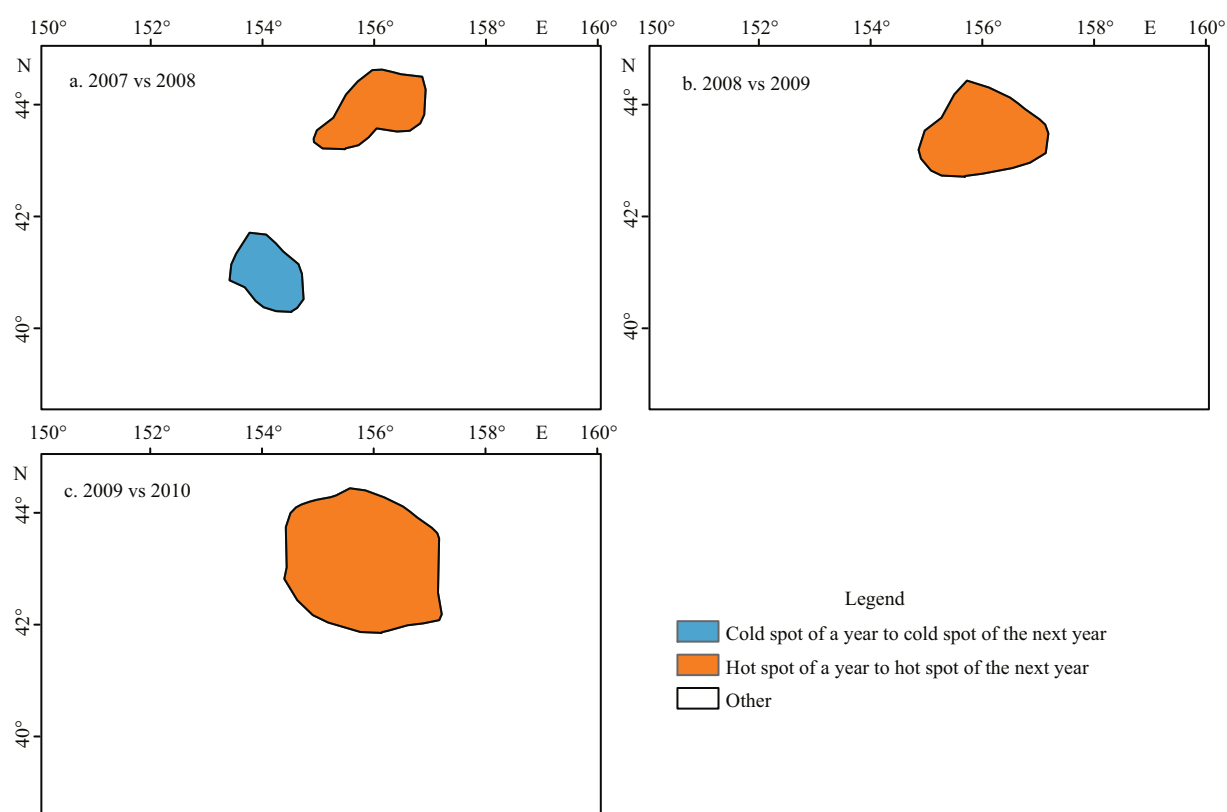 150° 152° 154° 156° 158° E 160°
N
a. 2007 vs 2008
44°
42°
40°
150° 152° 154° 156° 158° E 160°
N
b. 2008 vs 2009
44°
42°
40°
150° 152° 154° 156° 158° E 160°
N
c. 2009 vs 2010
44°
42°
40°
Legend
Cold spot of a year to cold spot of the next year
Hot spot of a year to hot spot of the next year
Other